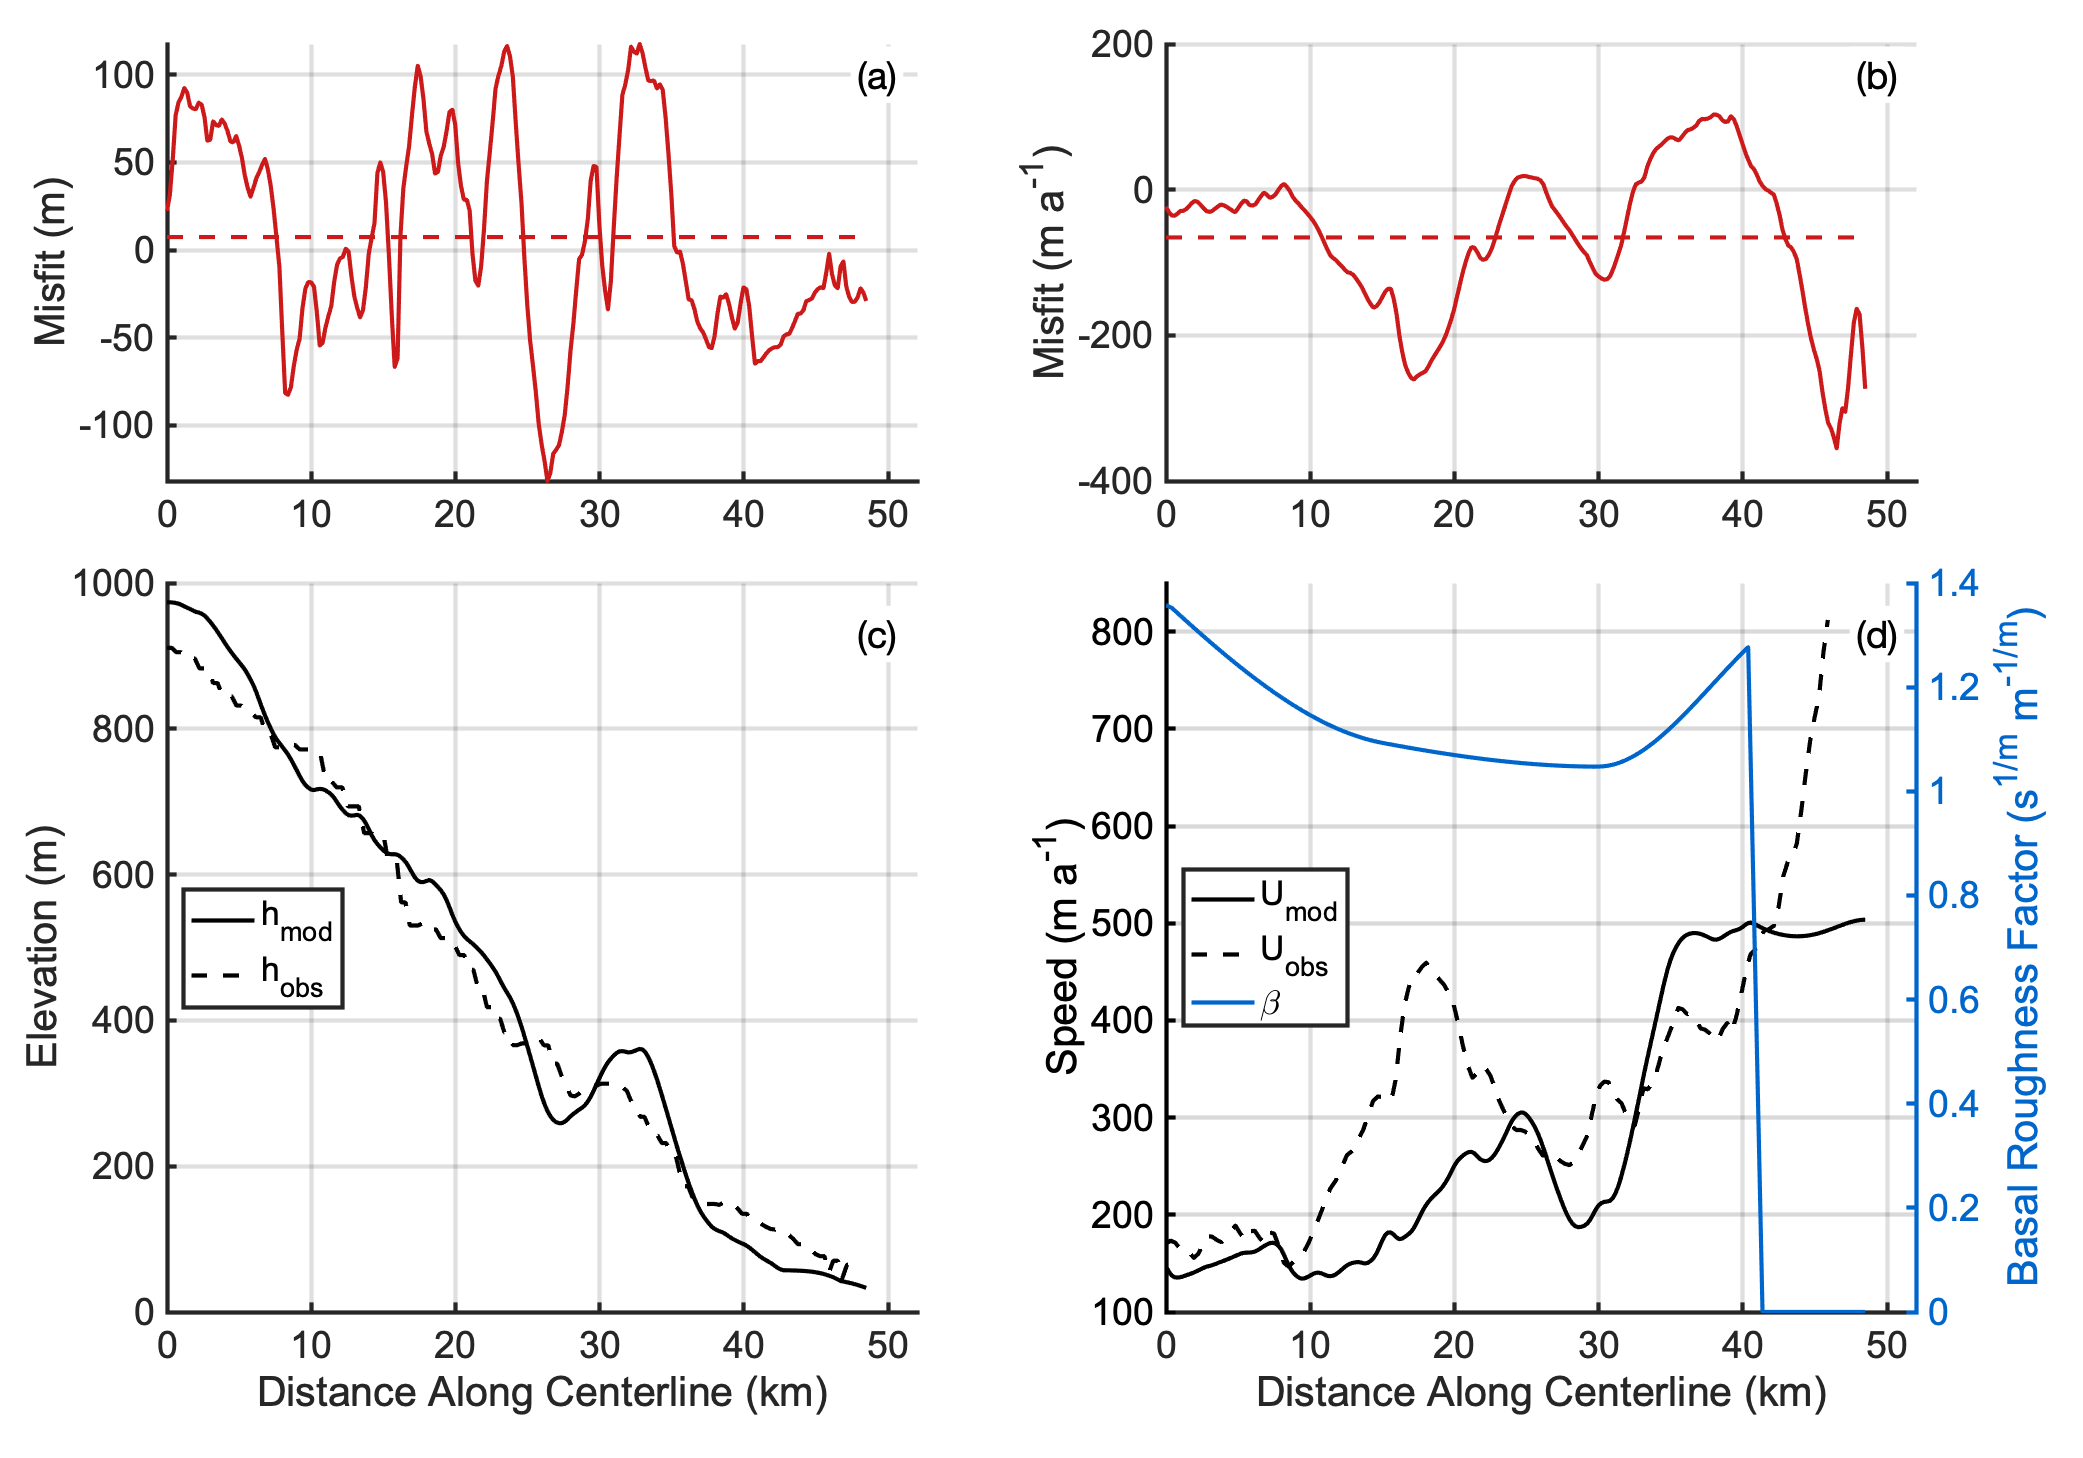 (a)
Misfit (m)
100
50
0
-50
-100
0 10 20 30 40 50
(b)
Misfit (m a-1)
200
0
-200
-400
0 10 20 30 40 50
(c)
Elevation (m)
1000
800
600
400
200
0
hmod
hobs
0 10 20 30 40 50
Distance Along Centerline (km)
(d)
Speed (m a-1)
800
700
600
500
400
300
200
100
Umod
Uobs
β
1.4
1.2
1
0.8
0.6
0.4
0.2
0
Basal Roughness Factor (s1/m m-1/m)
0 10 20 30 40 50
Distance Along Centerline (km)